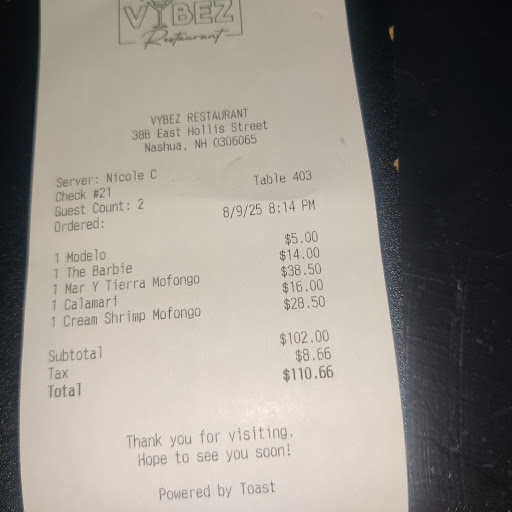 VYBEZ
Restaurant
VYBEZ RESTAURANT
38B East Hollis Street
Nashua, NH 0306065
Server: Nicole C
Check #21 Table 403
Guest Count: 2
Ordered: 8/9/25 8:14 PM
1 Modelo $5.00
1 The Barbie $14.00
1 Mar Y Tierra Mofongo $38.50
1 Calamari $16.00
1 Cream Shrimp Mofongo $28.50
Subtotal $102.00
Tax $8.66
Total $110.66
Thank you for visiting.
Hope to see you soon!
Powered by Toast